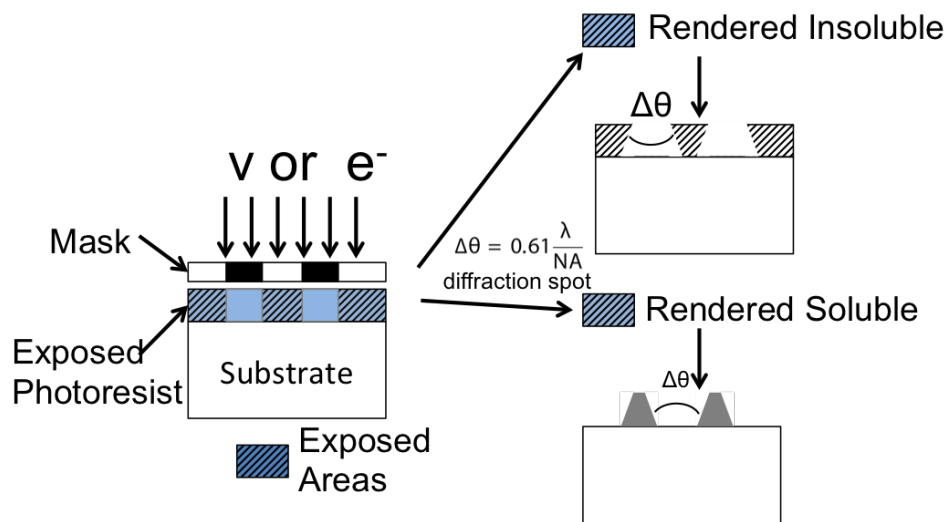 Rendered Insoluble
Δθ
v or e⁻
Mask
Δθ = 0.61 λ/NA
diffraction spot
Rendered Soluble
Exposed
Photoresist
Substrate
Δθ
Exposed
Areas